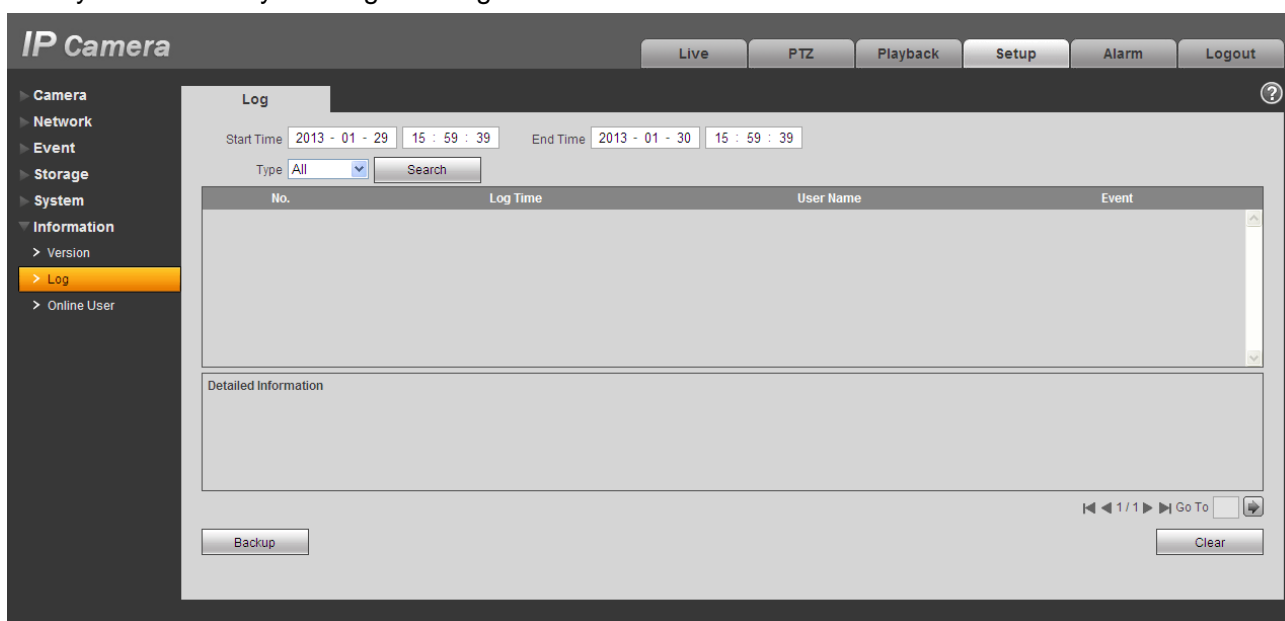 IP Camera
Live PTZ Playback Setup Alarm Logout
Camera
Network
Event
Storage
System
Information
> Version
> Log
> Online User
Log
?
Start Time 2013 - 01 - 29 15 : 59 : 39 End Time 2013 - 01 - 30 15 : 59 : 39
Type All Search
No. Log Time User Name Event
Detailed Information
1 / 1 Go To
Backup Clear